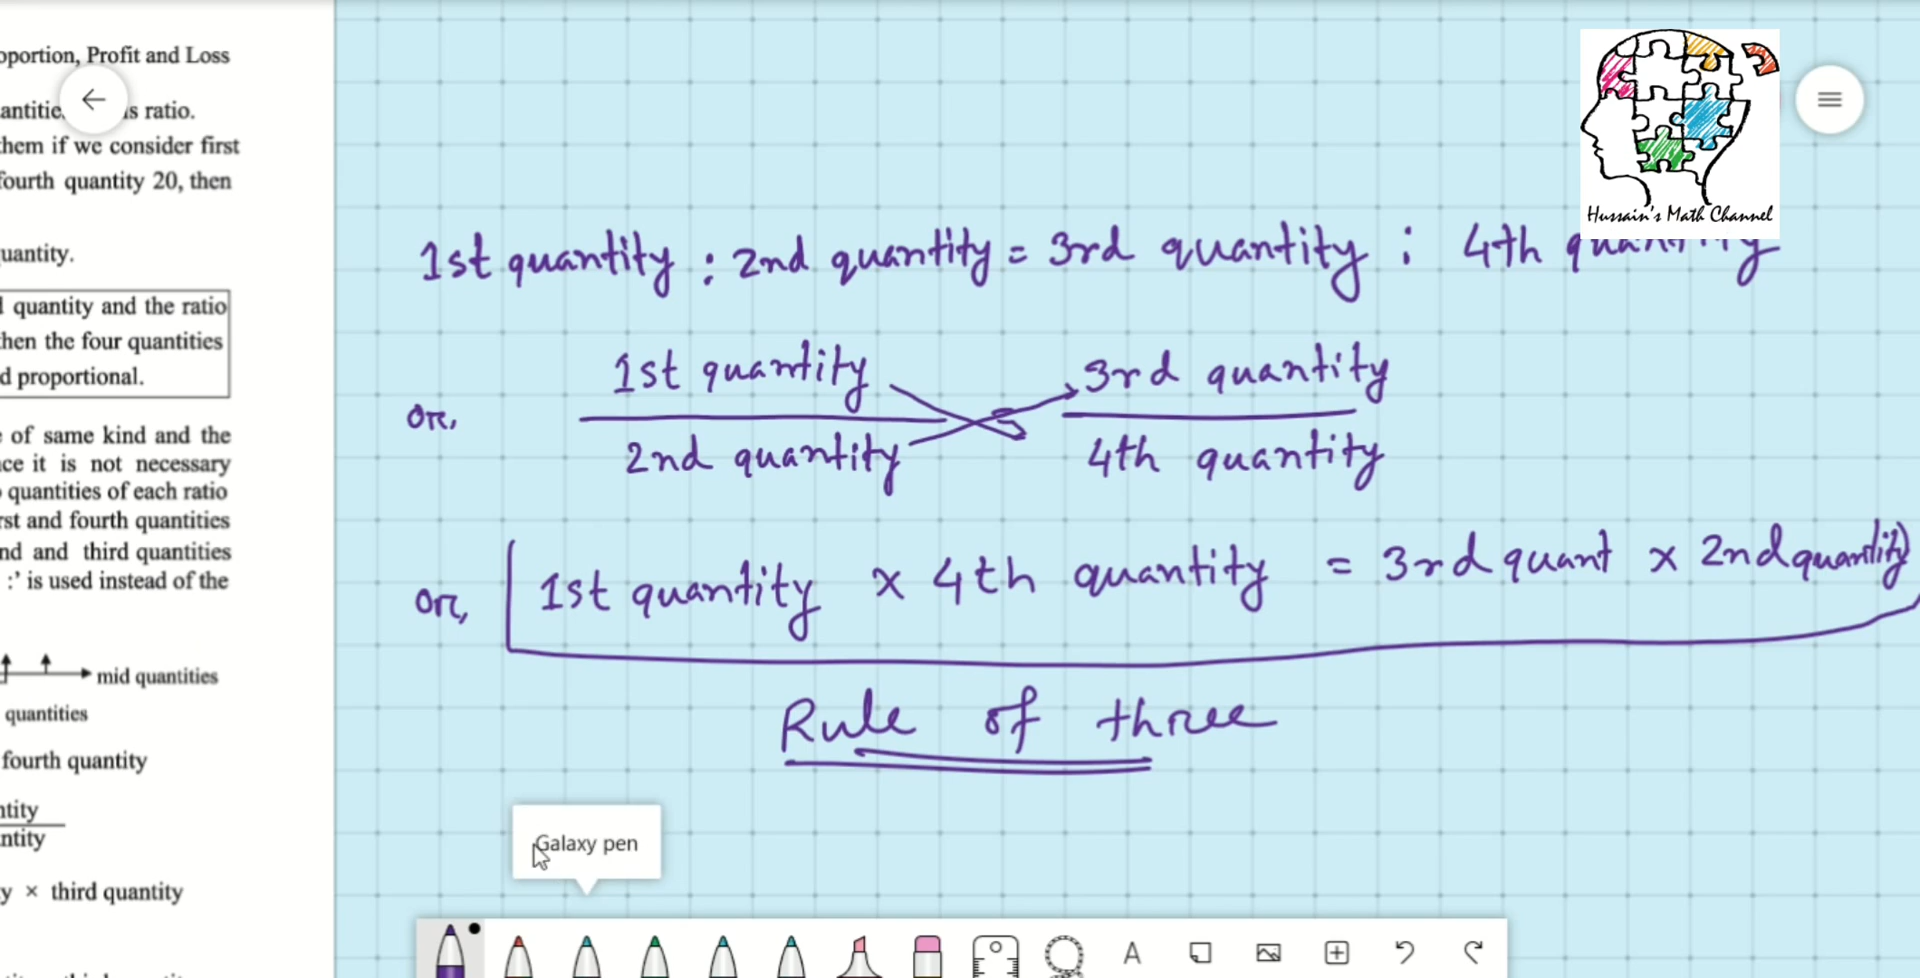 oportion, Profit and Loss
s ratio.
hem if we consider first
fourth quantity 20, then
uantity.
quantity and the ratio
hen the four quantities
d proportional.
of same kind and the
ce it is not necessary
quantities of each ratio
rst and fourth quantities
nd and third quantities
:’ is used instead of the
mid quantities
quantities
fourth quantity
ntity
ntity
y × third quantity
Hussain's Math Channel
1st quantity : 2nd quantity = 3rd quantity : 4th quantity
or, 1st quantity 3rd quantity
2nd quantity 4th quantity
or, 1st quantity × 4th quantity = 3rd quant × 2nd quantity
Rule of three
Galaxy pen
A